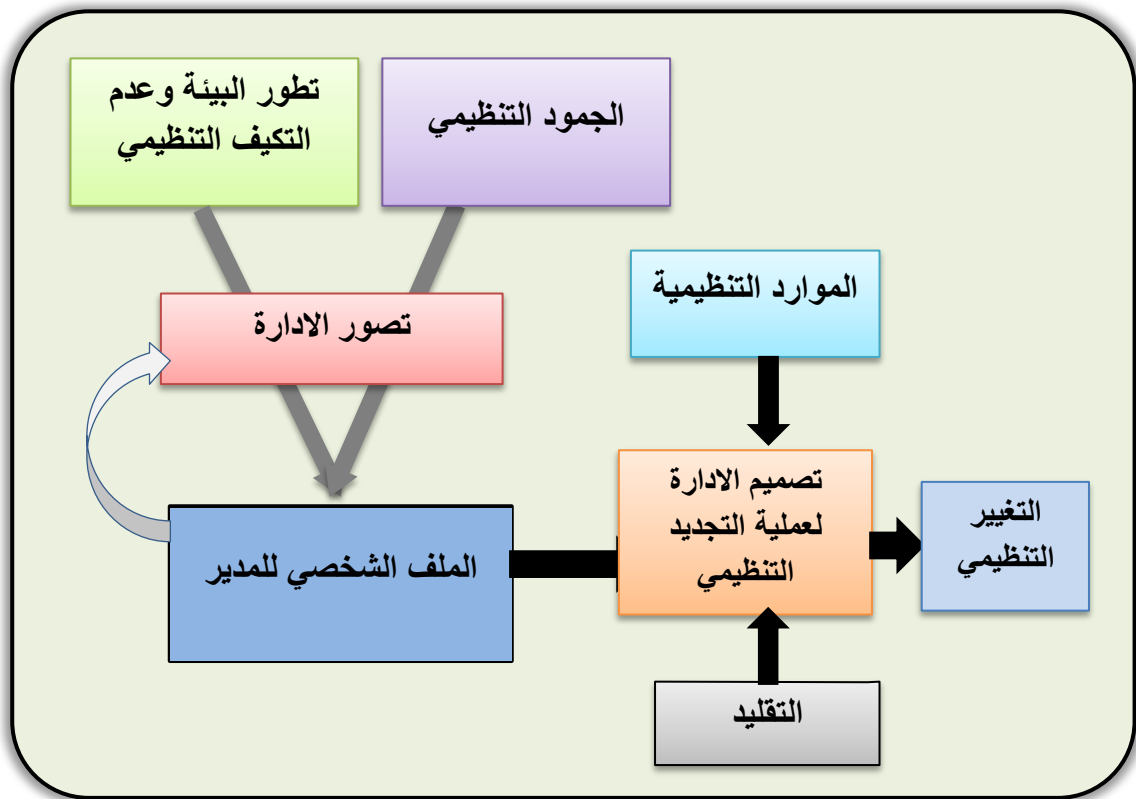 تطور البيئة وعدم
التكيف التنظيمي
الجمود التنظيمي
الموارد التنظيمية
تصور الادارة
تصميم الادارة
لعملية التجديد
التنظيمي
التغيير
التنظيمي
الملف الشخصي للمدير
التقليد